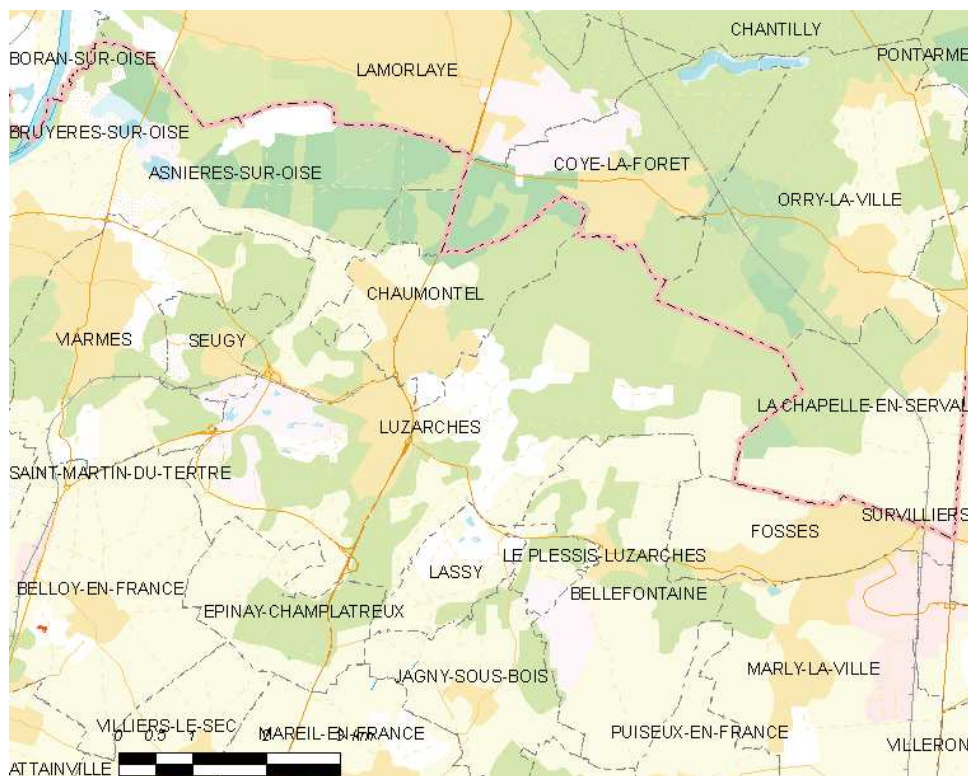 CHANTILLY
BORAN-SUR-OISE
LAMORLAYE
PONTARME
BRUYERES-SUR-OISE
ASNIERES-SUR-OISE
COYE-LA-FORET
ORRY-LA-VILLE
CHAUMONTEL
VIARMES
SEUGY
LA CHAPELLE-EN-SERVAL
LUZARCHES
SAINT-MARTIN-DU-TERTRE
SURVILLIERS
FOSSES
LE PLESSIS-LUZARCHES
LASSY
BELLOY-EN-FRANCE
BELLEFONTAINE
EPINAY-CHAMPLATREUX
JAGNY-SOUS-BOIS
MARLY-LA-VILLE
VILLIERS-LE-SEC
MAREIL-EN-FRANCE
PUISEUX-EN-FRANCE
0 0.5 1 2 3 km
VILLERON
ATTAINVILLE